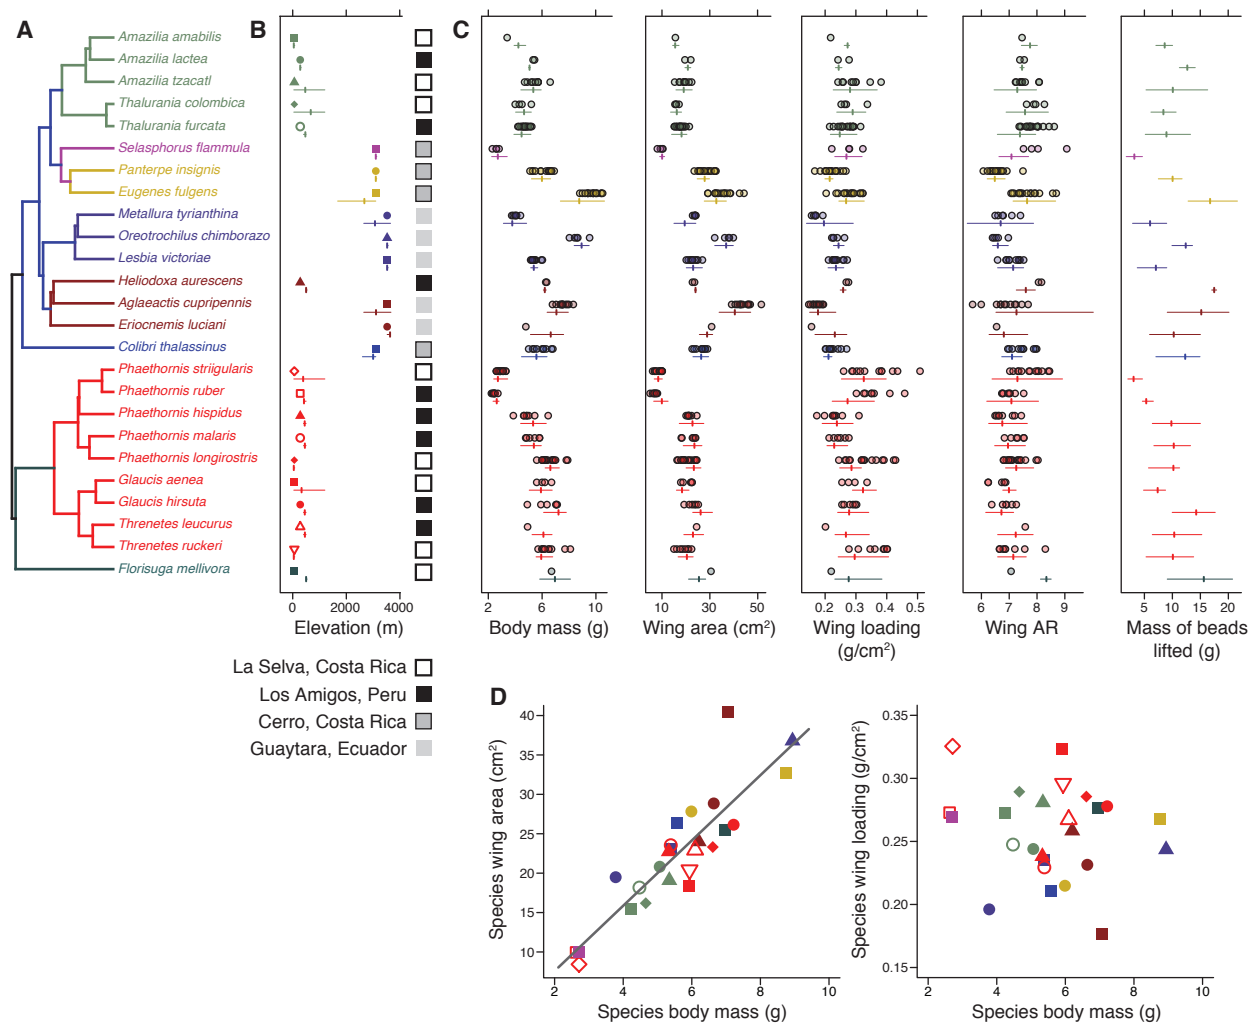 A
B
C
Amazilia amabilis
Amazilia lactea
Amazilia tzacatl
Thalurania colombica
Thalurania furcata
Selasphorus flammula
Panterpe insignis
Eugenes fulgens
Metallura tyrianthina
Oreotrochilus chimborazo
Lesbia victoriae
Heliodoxa aurescens
Aglaeactis cupripennis
Eriocnemis luciani
Colibri thalassinus
Phaethornis striigularis
Phaethornis ruber
Phaethornis hispidus
Phaethornis malaris
Phaethornis longirostris
Glaucis aenea
Glaucis hirsuta
Threnetes leucurus
Threnetes ruckeri
Florisuga mellivora
0 2000 4000
Elevation (m)
2 6 10
Body mass (g)
10 30 50
Wing area (cm²)
0.2 0.3 0.4 0.5
Wing loading
(g/cm²)
6 7 8 9
Wing AR
5 10 15 20
Mass of beads
lifted (g)
La Selva, Costa Rica
Los Amigos, Peru
Cerro, Costa Rica
Guaytara, Ecuador
D
Species wing area (cm²)
40
35
30
25
20
15
10
2 4 6 8 10
Species body mass (g)
Species wing loading (g/cm²)
0.35
0.30
0.25
0.20
0.15
2 4 6 8 10
Species body mass (g)